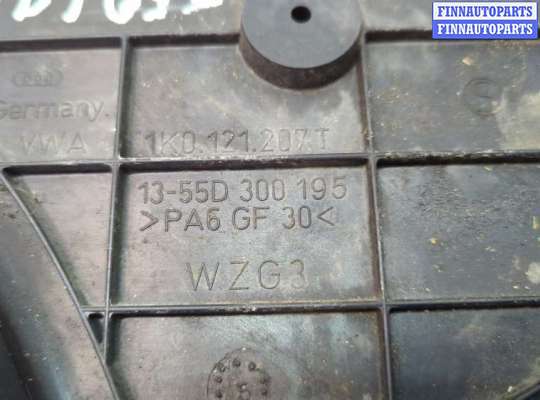 FINNAUTOPARTS
FINNAUTOPARTS
Germany.
VWA
1K0.121.207.T
13-55D 300 195
>PA6 GF 30<
WZG3